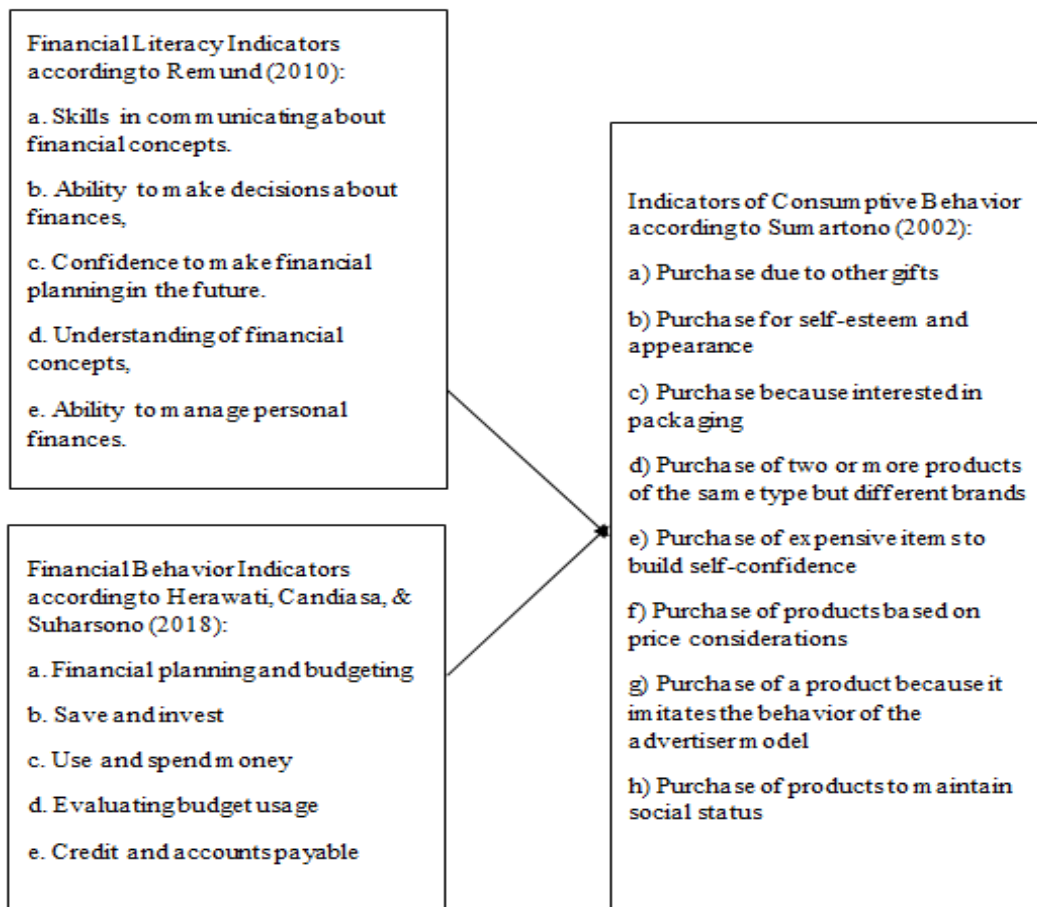 Financial Literacy Indicators
according to Remund (2010):
a. Skills in communicating about
financial concepts.
b. Ability to make decisions about
finances,
c. Confidence to make financial
planning in the future.
d. Understanding of financial
concepts,
e. Ability to manage personal
finances.
Financial Behavior Indicators
according to Herawati, Candiasa, &
Suharsono (2018):
a. Financial planning and budgeting
b. Save and invest
c. Use and spend money
d. Evaluating budget usage
e. Credit and accounts payable
Indicators of Consumptive Behavior
according to Sumartono (2002):
a) Purchase due to other gifts
b) Purchase for self-esteem and
appearance
c) Purchase because interested in
packaging
d) Purchase of two or more products
of the same type but different brands
e) Purchase of expensive items to
build self-confidence
f) Purchase of products based on
price considerations
g) Purchase of a product because it
imitates the behavior of the
advertiser model
h) Purchase of products to maintain
social status